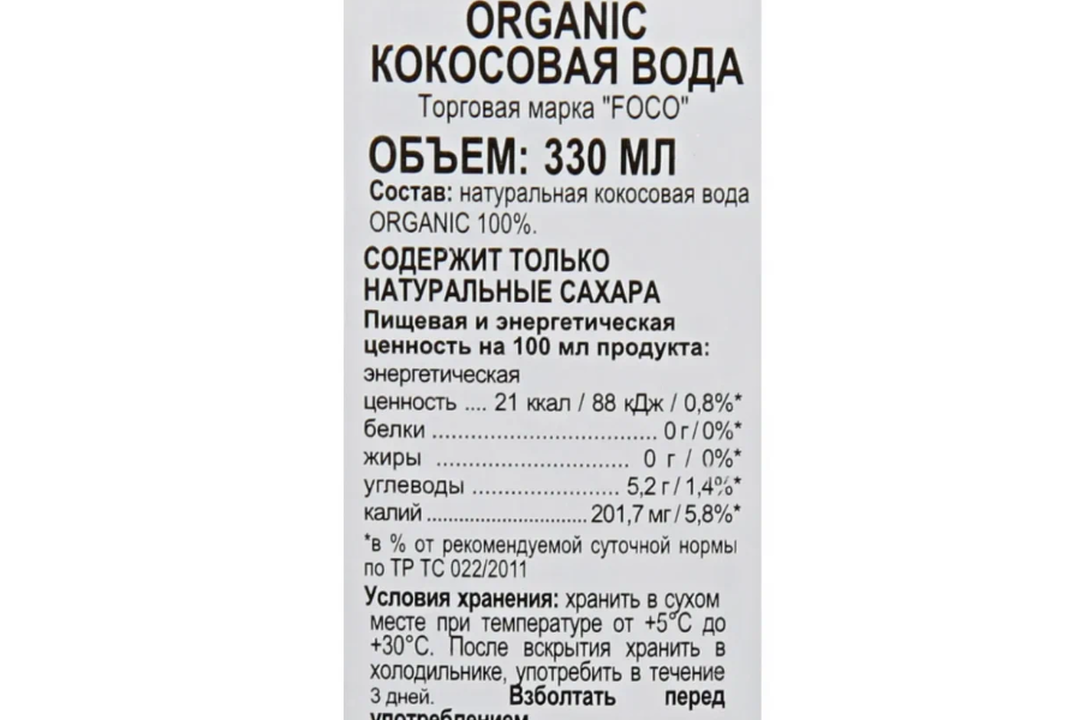 ORGANIC
КОКОСОВАЯ ВОДА
Торговая марка "FOCO"
ОБЪЕМ: 330 МЛ
Состав: натуральная кокосовая вода
ORGANIC 100%.
СОДЕРЖИТ ТОЛЬКО
НАТУРАЛЬНЫЕ САХАРА
Пищевая и энергетическая
ценность на 100 мл продукта:
энергетическая
ценность .... 21 ккал / 88 кДж / 0,8%*
белки ................................ 0 г/0%*
жиры ............................. 0 г / 0%*
углеводы ...................... 5,2 г/1,4%*
калий ............................ 201,7 мг/5,8%*
*в % от рекомендуемой суточной нормы
по ТР ТС 022/2011
Условия хранения: хранить в сухом
месте при температуре от +5°C до
+30°C. После вскрытия хранить в
холодильнике, употребить в течение
3 дней. Взболтать перед
употреблением